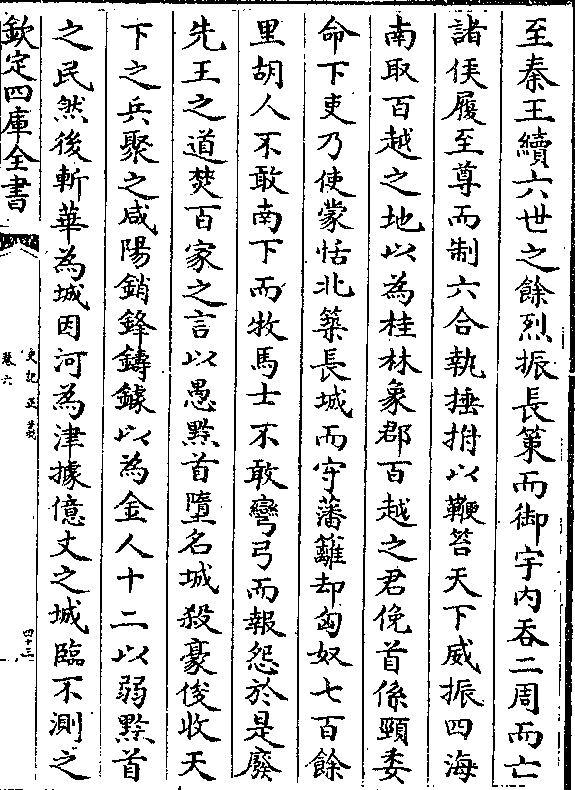 至秦王續六世之餘烈振長策而御宇内吞二周而亡
諸侯履至尊而制六合執捶拊以鞭笞天下威振四海
南取百越之地以為桂林象郡百越之君俛首係頸委
命下吏乃使蒙恬北築長城而守藩籬却匈奴七百餘
里胡人不敢南下而牧馬士不敢彎弓而報怨於是廢
先王之道焚百家之言以愚黔首墮名城殺豪俊收天
下之兵聚之咸陽銷鋒鑄鐻以為金人十二以弱黔首
之民然後斬華為城因河為津據億丈之城臨不測之
欽定四庫全書
史記正義
卷六
四十三